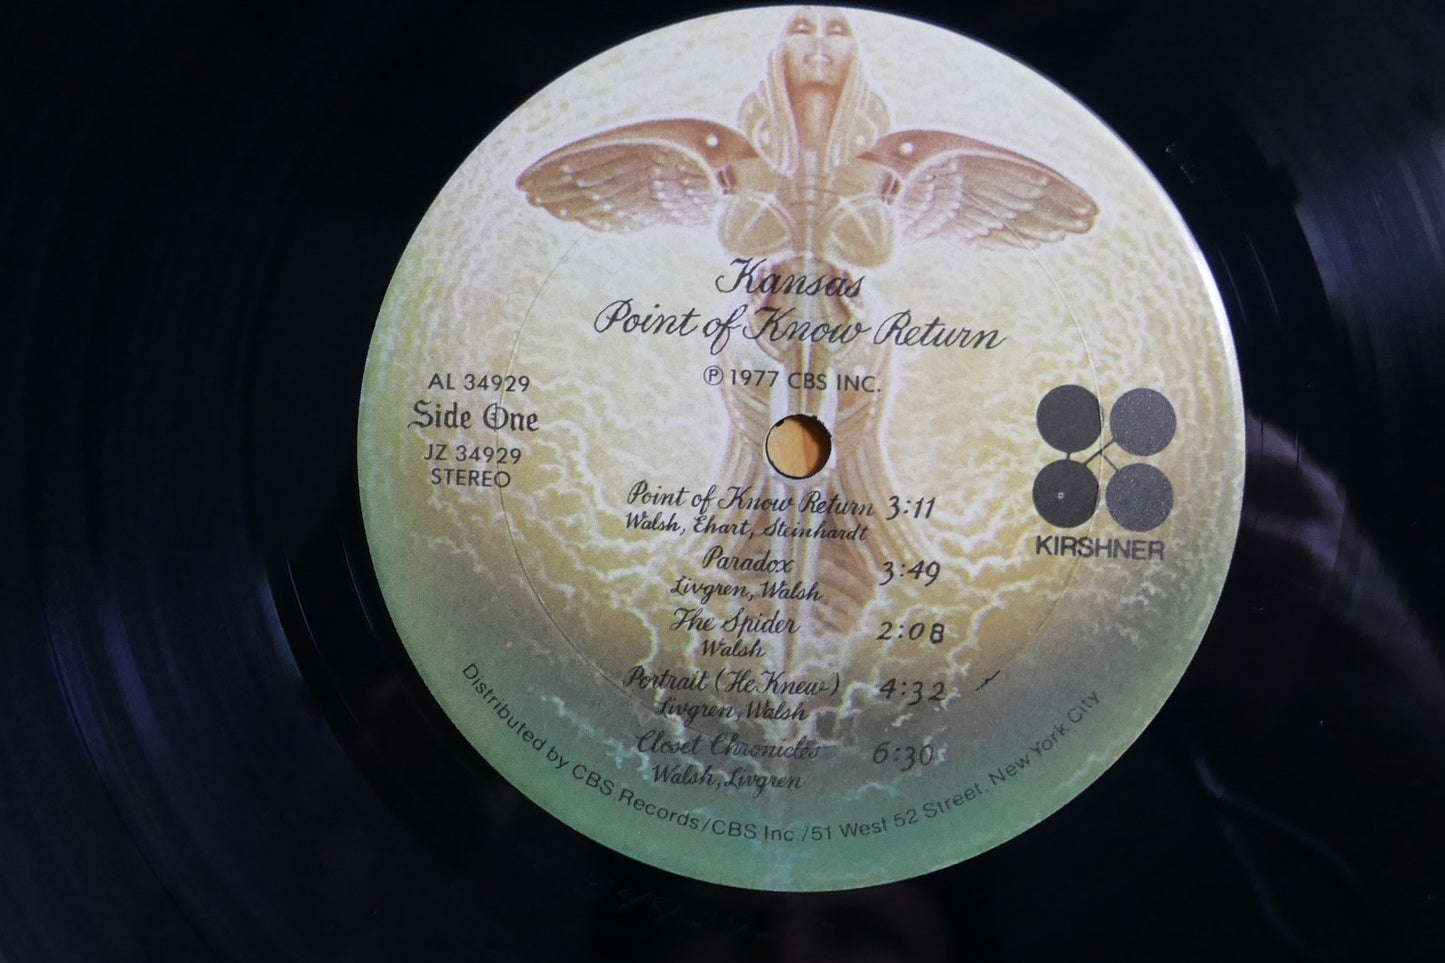 Kansas
Point of Know Return
℗ 1977 CBS INC.
AL 34929
Side One
JZ 34929
STEREO
KIRSHNER
Point of Know Return 3:11
Walsh, Ehart, Steinhardt
Paradox 3:49
Livgren, Walsh
The Spider 2:08
Walsh
Portrait (He Knew) 4:32
Livgren, Walsh
Closet Chronicles 6:30
Walsh, Livgren
Distributed by CBS Records/CBS Inc./51 West 52 Street, New York City